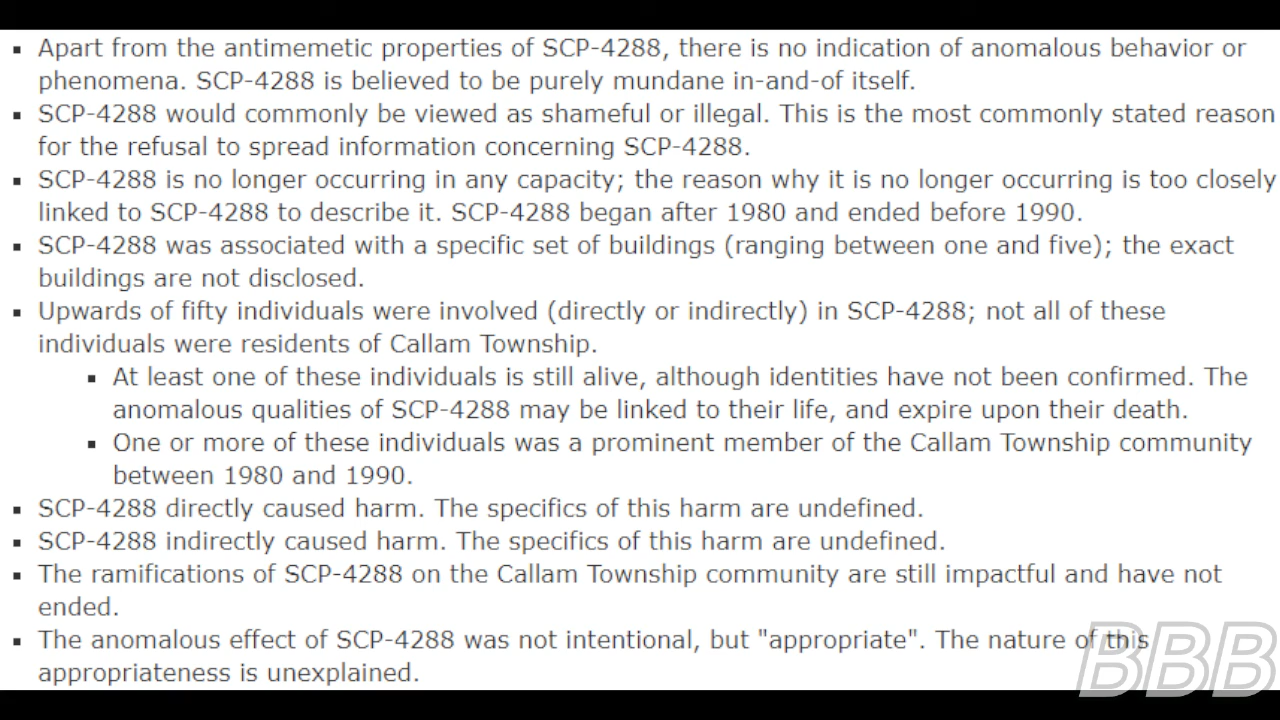 ▪ Apart from the antimemetic properties of SCP-4288, there is no indication of anomalous behavior or
phenomena. SCP-4288 is believed to be purely mundane in-and-of itself.
▪ SCP-4288 would commonly be viewed as shameful or illegal. This is the most commonly stated reason
for the refusal to spread information concerning SCP-4288.
▪ SCP-4288 is no longer occurring in any capacity; the reason why it is no longer occurring is too closely
linked to SCP-4288 to describe it. SCP-4288 began after 1980 and ended before 1990.
▪ SCP-4288 was associated with a specific set of buildings (ranging between one and five); the exact
buildings are not disclosed.
▪ Upwards of fifty individuals were involved (directly or indirectly) in SCP-4288; not all of these
individuals were residents of Callam Township.
▪ At least one of these individuals is still alive, although identities have not been confirmed. The
anomalous qualities of SCP-4288 may be linked to their life, and expire upon their death.
▪ One or more of these individuals was a prominent member of the Callam Township community
between 1980 and 1990.
▪ SCP-4288 directly caused harm. The specifics of this harm are undefined.
▪ SCP-4288 indirectly caused harm. The specifics of this harm are undefined.
▪ The ramifications of SCP-4288 on the Callam Township community are still impactful and have not
ended.
▪ The anomalous effect of SCP-4288 was not intentional, but "appropriate". The nature of this
appropriateness is unexplained.
BBB